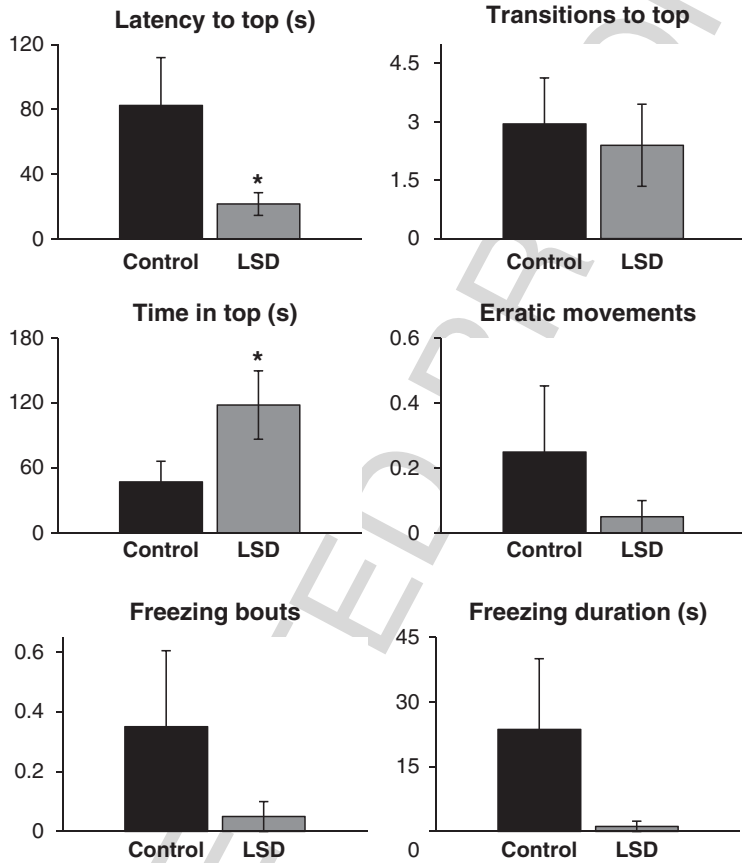 Latency to top (s)
120
80
40
0
*
Control LSD
Transitions to top
4.5
3
1.5
0
Control LSD
Time in top (s)
180
120
60
0
*
Control LSD
Erratic movements
0.6
0.4
0.2
0
Control LSD
Freezing bouts
0.6
0.4
0.2
0
Control LSD
Freezing duration (s)
45
30
15
0
Control LSD